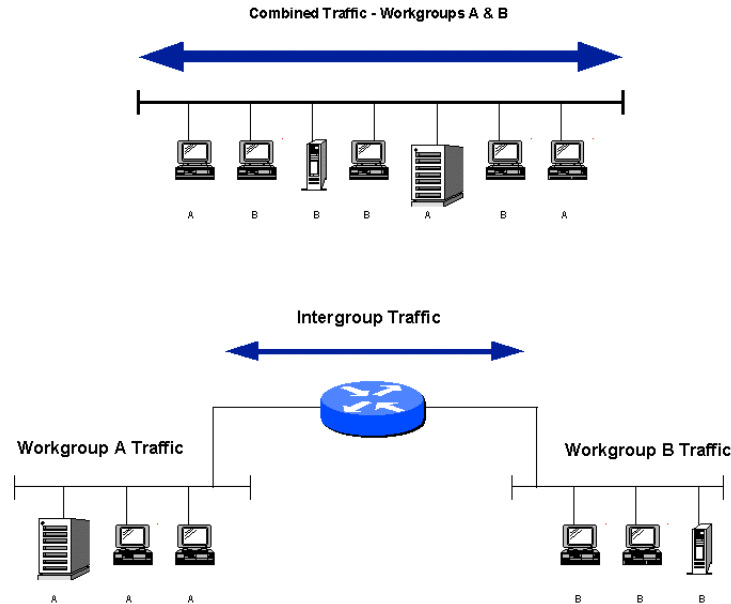 Combined Traffic - Workgroups A & B
A B B B A B A
Intergroup Traffic
Workgroup A Traffic
Workgroup B Traffic
A A A
B B B